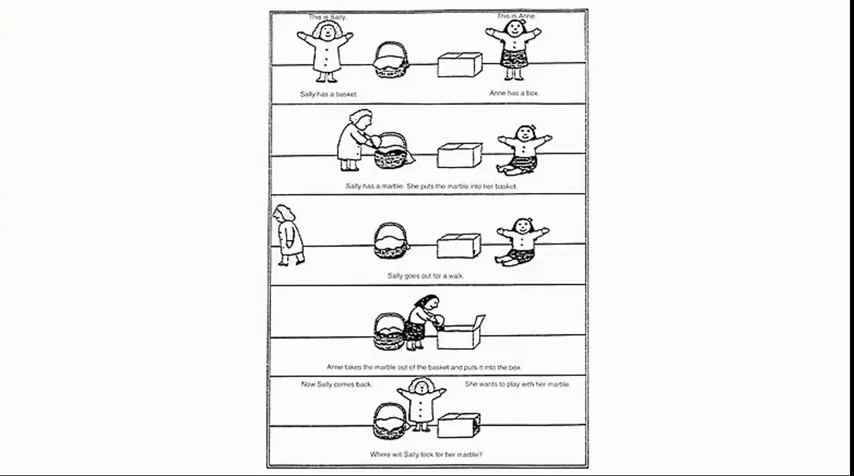 This is Sally. This is Anne.
Sally has a basket. Anne has a box.
Sally has a marble. She puts the marble into her basket.
Sally goes out for a walk.
Anne takes the marble out of the basket and puts it into the box.
Now Sally comes back. She wants to play with her marble.
Where will Sally look for her marble?